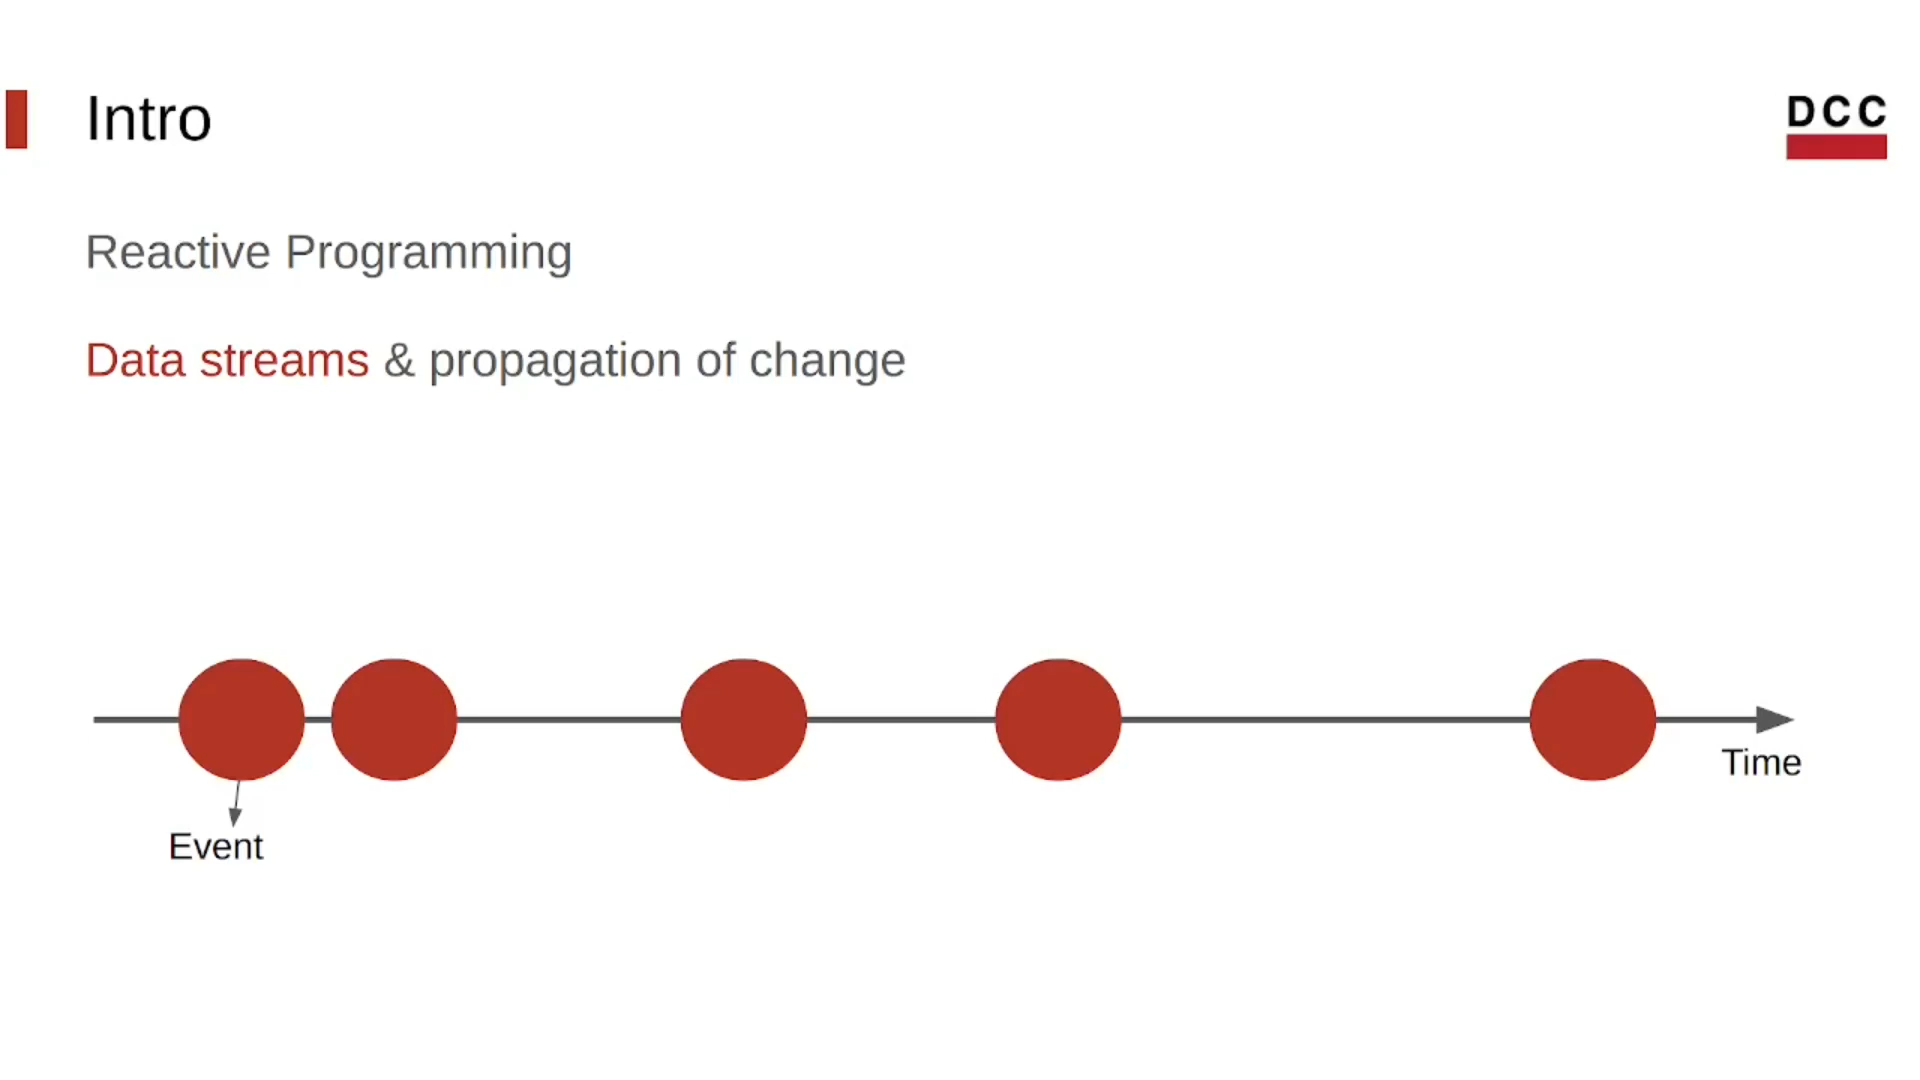 Intro
DCC
Reactive Programming
Data streams & propagation of change
Time
Event